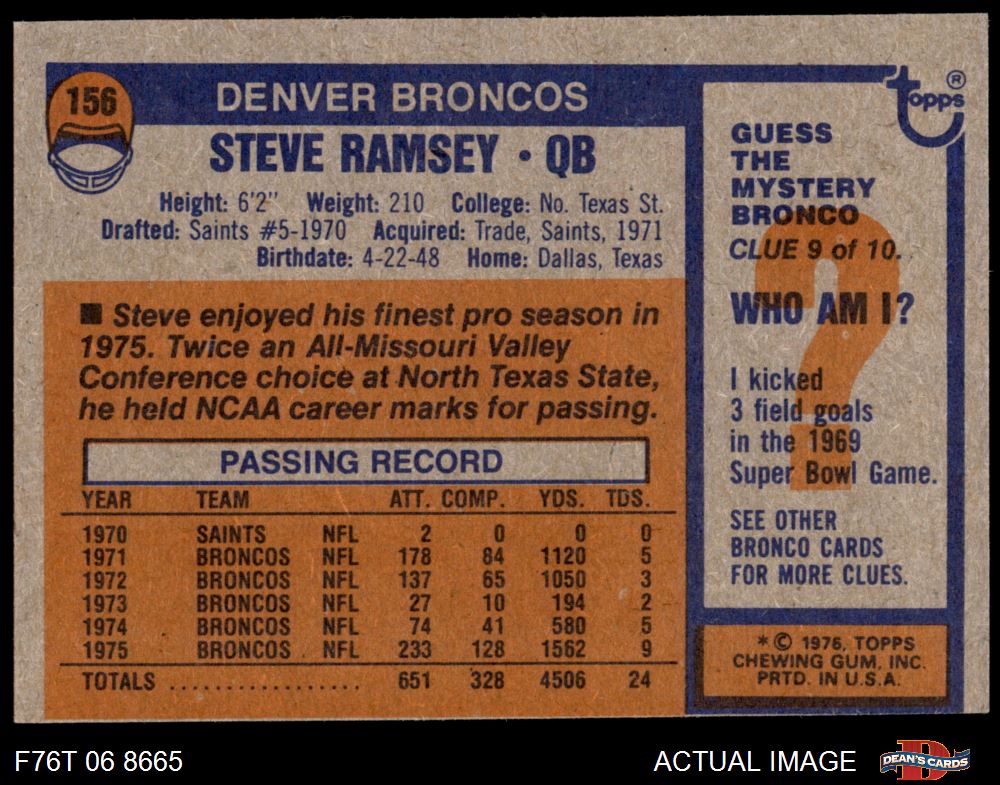 156
DENVER BRONCOS
STEVE RAMSEY • QB
Height: 6'2" Weight: 210 College: No. Texas St.
Drafted: Saints #5-1970 Acquired: Trade, Saints, 1971
Birthdate: 4-22-48 Home: Dallas, Texas
■ Steve enjoyed his finest pro season in
1975. Twice an All-Missouri Valley
Conference choice at North Texas State,
he held NCAA career marks for passing.
PASSING RECORD
YEAR TEAM ATT. COMP. YDS. TDS.
1970 SAINTS NFL 2 0 0 0
1971 BRONCOS NFL 178 84 1120 5
1972 BRONCOS NFL 137 65 1050 3
1973 BRONCOS NFL 27 10 194 2
1974 BRONCOS NFL 74 41 580 5
1975 BRONCOS NFL 233 128 1562 9
TOTALS .................. 651 328 4506 24
Topps®
GUESS
THE
MYSTERY
BRONCO
CLUE 9 of 10.
?
WHO AM I?
I kicked
3 field goals
in the 1969
Super Bowl Game.
SEE OTHER
BRONCO CARDS
FOR MORE CLUES.
*© 1976, TOPPS
CHEWING GUM, INC.
PRTD. IN U.S.A.
F76T 06 8665
ACTUAL IMAGE
D
DEAN'S CARDS